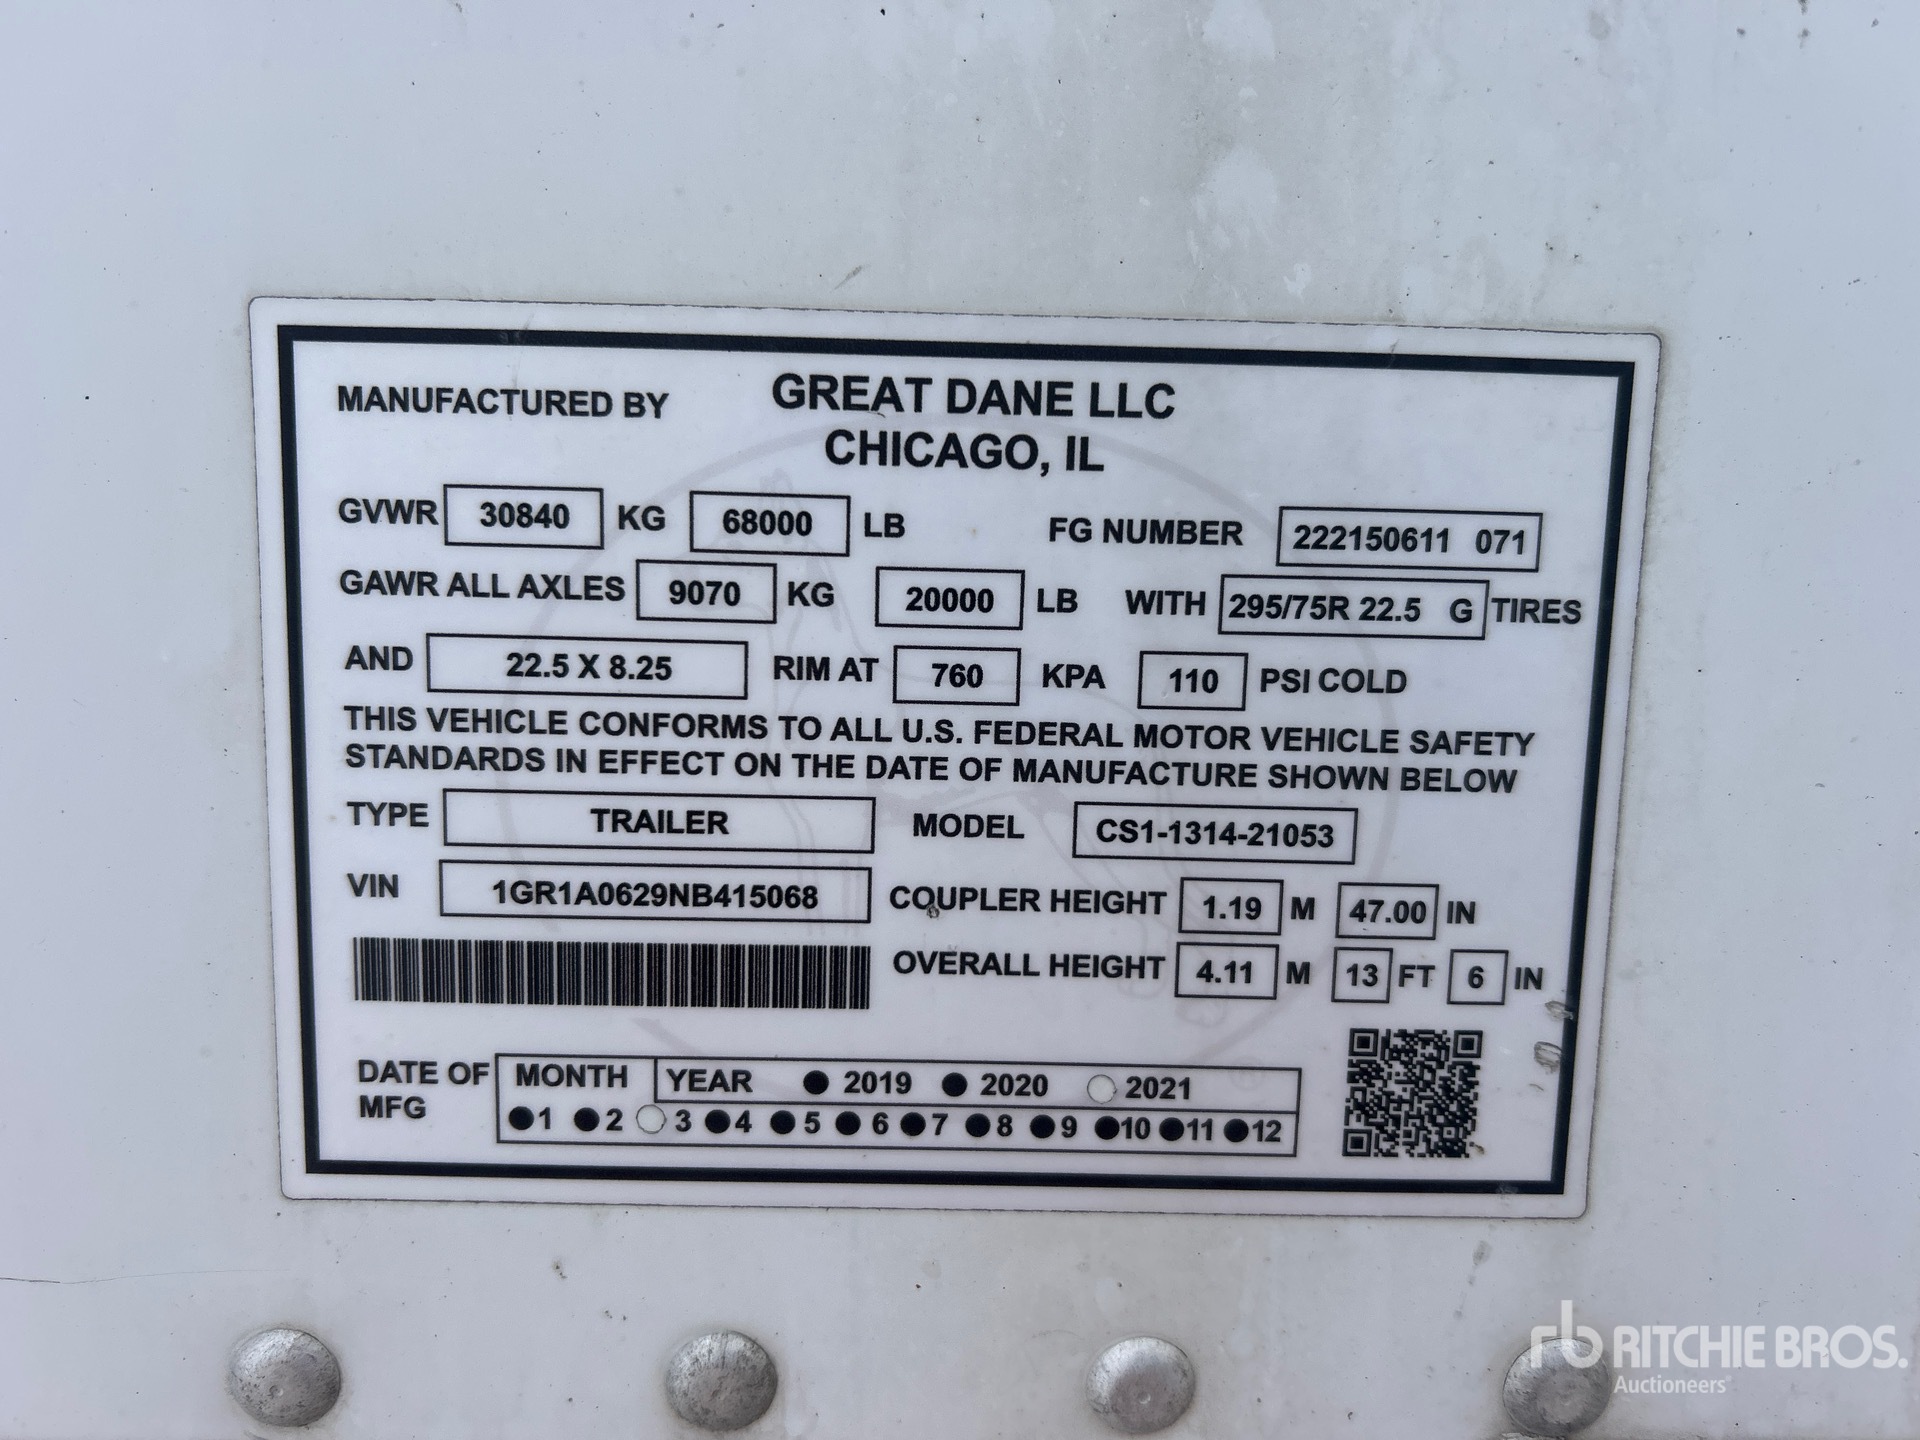 MANUFACTURED BY GREAT DANE LLC
CHICAGO, IL
GVWR 30840 KG 68000 LB FG NUMBER 222150611 071
GAWR ALL AXLES 9070 KG 20000 LB WITH 295/75R 22.5 G TIRES
AND 22.5 X 8.25 RIM AT 760 KPA 110 PSI COLD
THIS VEHICLE CONFORMS TO ALL U.S. FEDERAL MOTOR VEHICLE SAFETY
STANDARDS IN EFFECT ON THE DATE OF MANUFACTURE SHOWN BELOW
TYPE TRAILER MODEL CS1-1314-21053
VIN 1GR1A0629NB415068 COUPLER HEIGHT 1.19 M 47.00 IN
OVERALL HEIGHT 4.11 M 13 FT 6 IN
DATE OF MFG MONTH YEAR 2019 2020 2021
1 2 3 4 5 6 7 8 9 10 11 12
rb RITCHIE BROS.
Auctioneers